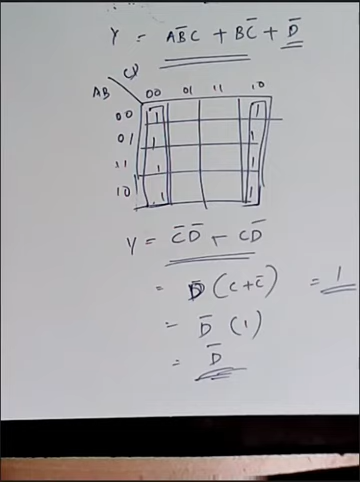 Y = AB̅C + BC̅ + D̅
CD
AB 00 01 11 10
00 1 1
01 1 1
11 1 1
10 1 1
Y = C̅D̅ + CD̅
= D̅ (C+C̅) = 1
= D̅ (1)
= D̅